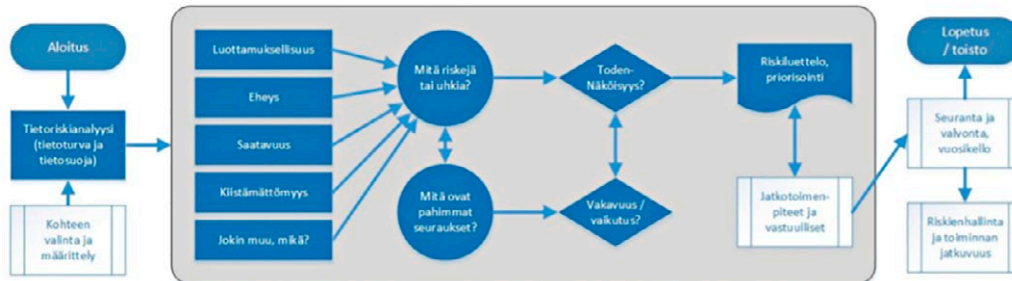 Aloitus
Tietoriskianalyysi
(tietoturva ja
tietosuoja)
Kohteen
valinta ja
määrittely
Luottamuksellisuus
Eheys
Saatavuus
Kiistämättömyys
Jokin muu, mikä?
Mitä riskejä
tai uhkia?
Mitä ovat
pahimmat
seuraukset?
Toden-
Näköisyys?
Vakavuus /
vaikutus?
Riskiluettelo,
priorisointi
Jatkotoimen-
piteet ja
vastuulliset
Lopetus
/ toisto
Seuranta ja
valvonta,
vuosikello
Riskienhallinta
ja toiminnan
jatkuvuus